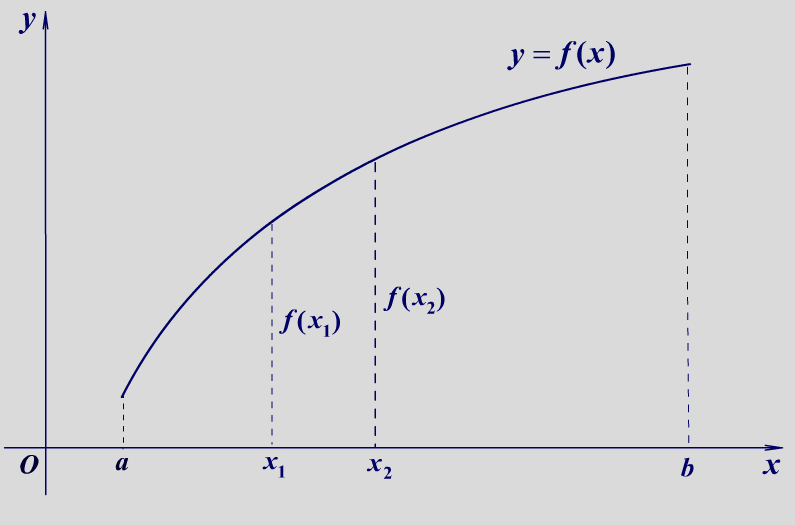 y
y = f(x)
f(x₂)
f(x₁)
O a x₁ x₂ b x